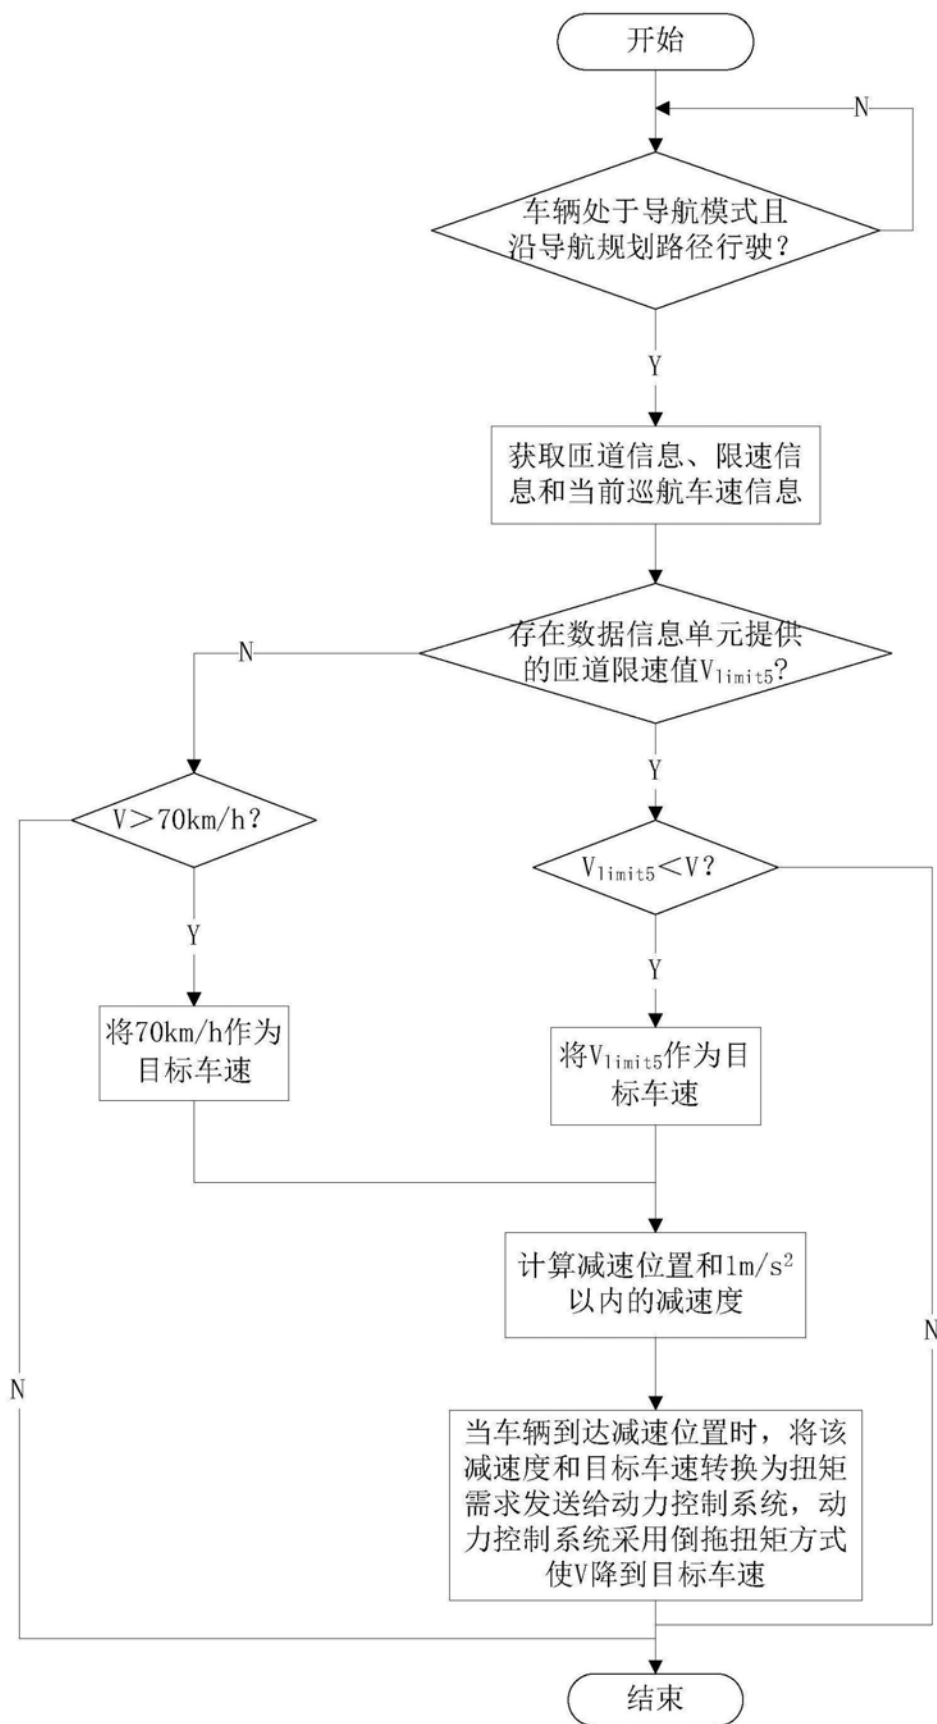 开始
N
车辆处于导航模式且
沿导航规划路径行驶？
Y
获取匝道信息、限速信
息和当前巡航车速信息
存在数据信息单元提供
的匝道限速值Vlimit5?
N
Y
V＞70km/h？
Vlimit5＜V？
Y
Y
将70km/h作为
目标车速
将Vlimit5作为目
标车速
计算减速位置和1m/s²
以内的减速度
N
N
当车辆到达减速位置时，将该
减速度和目标车速转换为扭矩
需求发送给动力控制系统，动
力控制系统采用倒拖扭矩方式
使V降到目标车速
结束